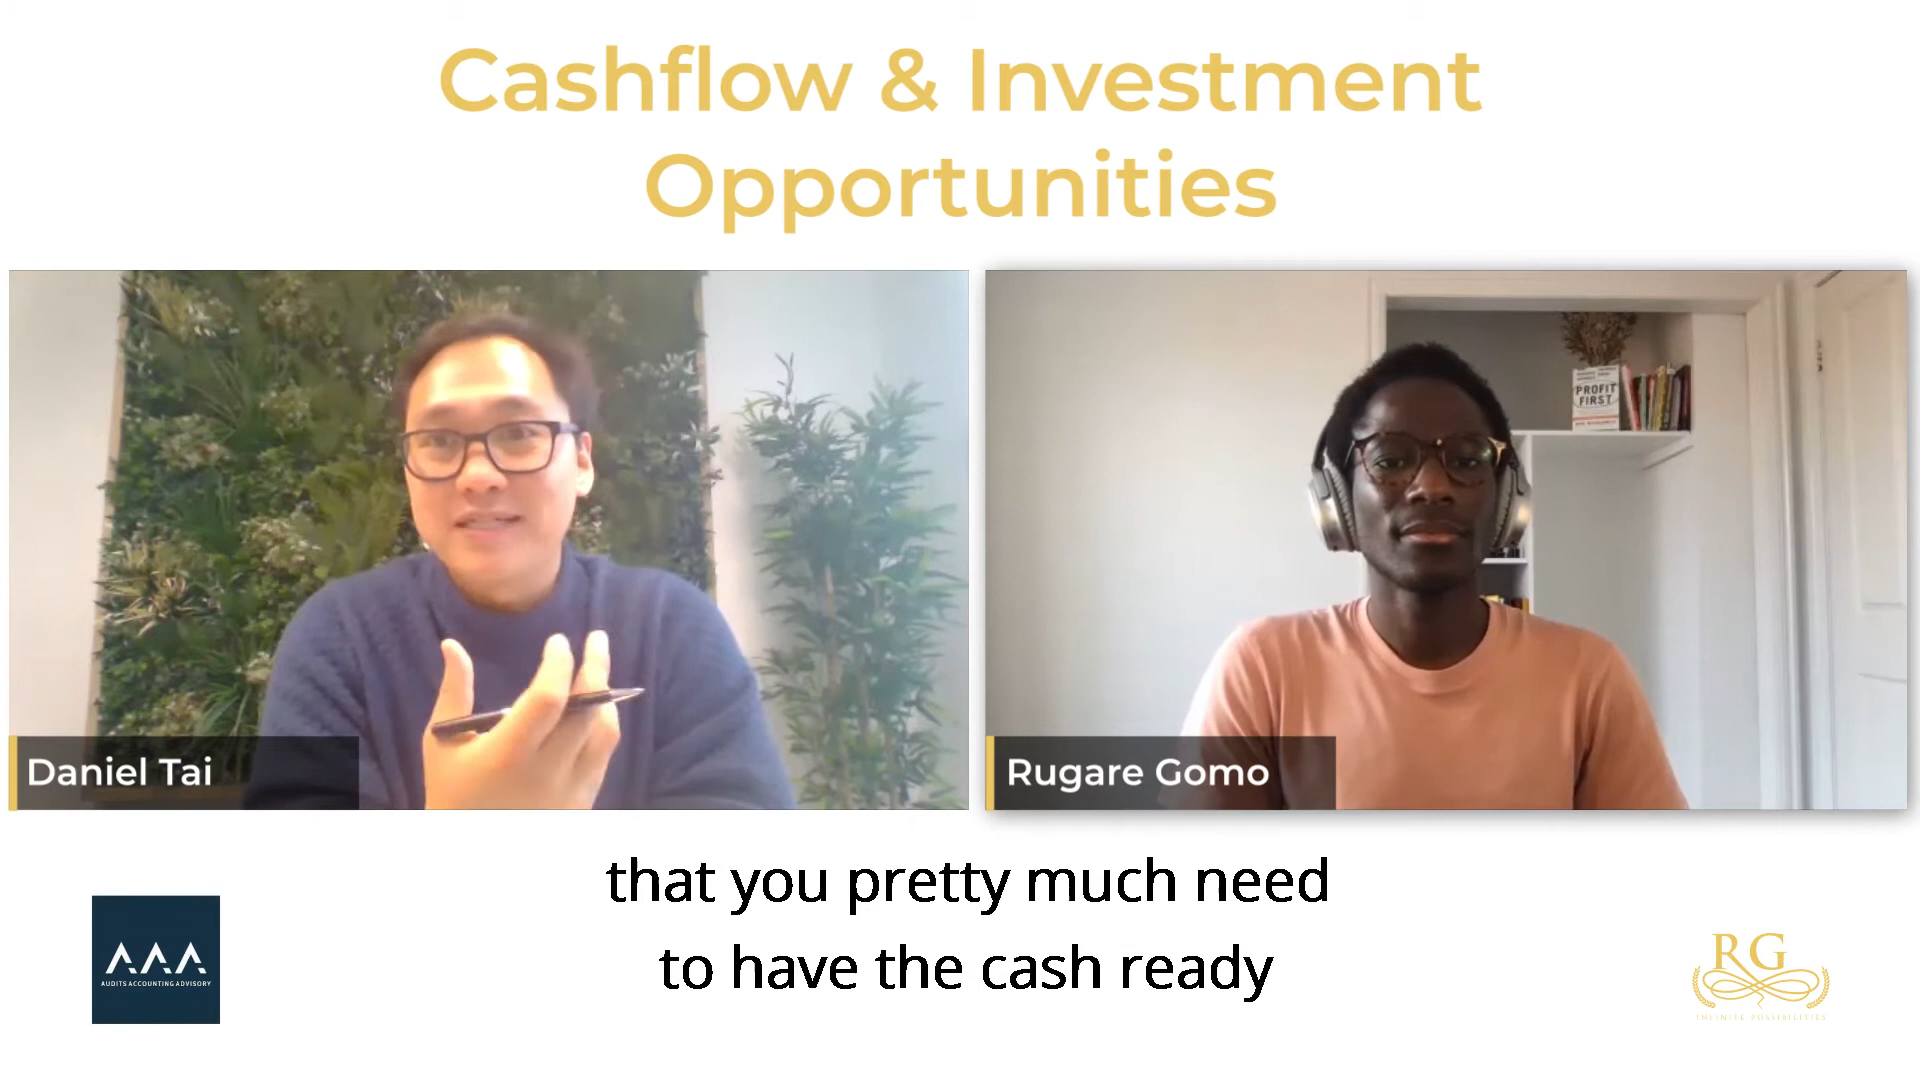 Cashflow & Investment
Opportunities
PROFIT
FIRST
Daniel Tai
Rugare Gomo
that you pretty much need
to have the cash ready
AAA
AUDITS ACCOUNTING ADVISORY
RG
INFINITE POSSIBILITIES